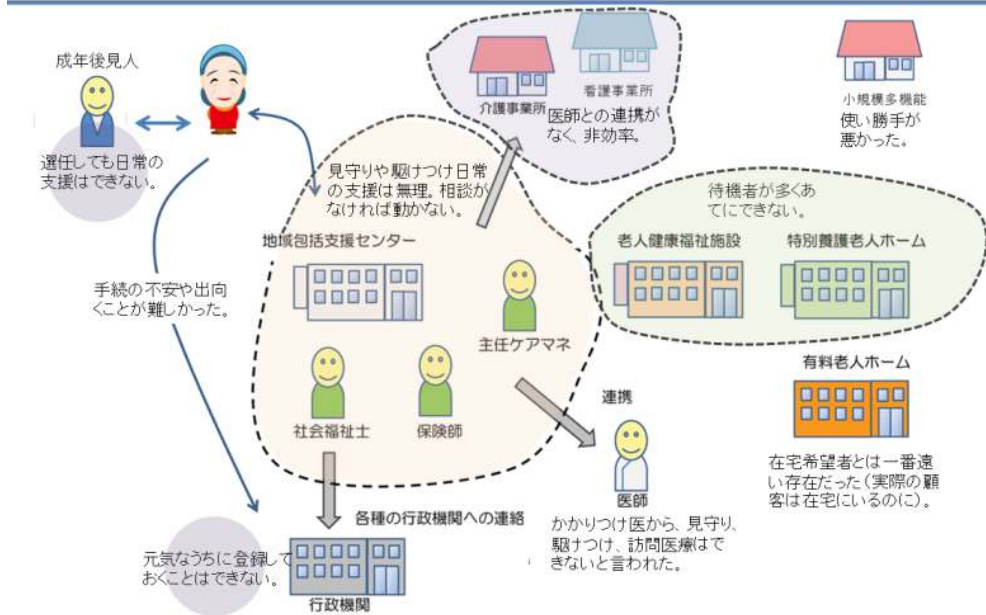 成年後見人
選任しても日常の
支援はできない。
介護事業所
看護事業所
医師との連携が
なく、非効率。
小規模多機能
使い勝手が
悪かった。
見守りや駆けつけ日常
の支援は無理。相談が
なければ動かない。
地域包括支援センター
主任ケアマネ
社会福祉士
保険師
待機者が多くあ
てにできない。
老人健康福祉施設
特別養護老人ホーム
手続の不安や出向
くことが難しかった。
有料老人ホーム
在宅希望者とは一番遠
い存在だった（実際の顧
客は在宅にいるのに）。
連携
医師
かかりつけ医から、見守り、
駆けつけ、訪問医療はで
きないと言われた。
各種の行政機関への連絡
元気なうちに登録して
おくことはできない。
行政機関